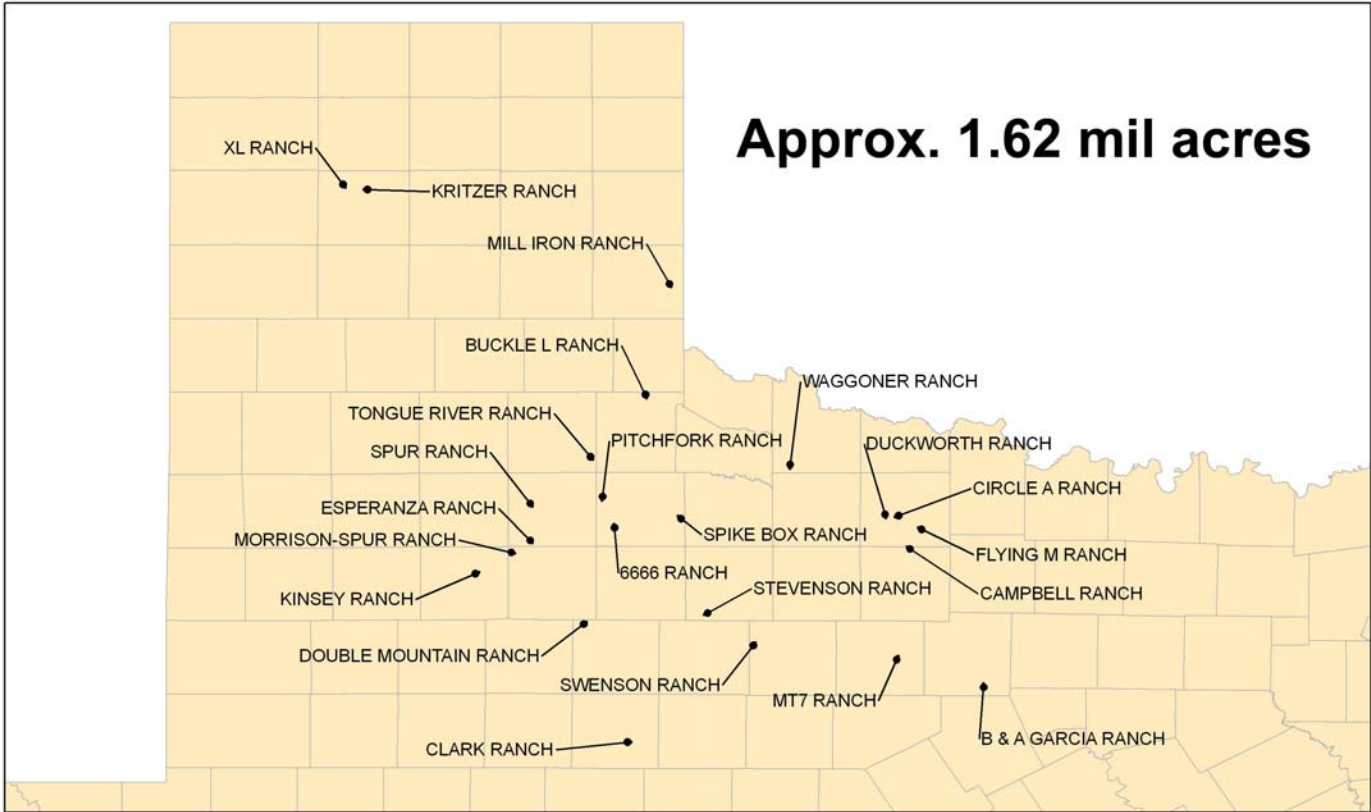 Approx. 1.62 mil acres
XL RANCH
KRITZER RANCH
MILL IRON RANCH
BUCKLE L RANCH
WAGGONER RANCH
TONGUE RIVER RANCH
PITCHFORK RANCH
DUCKWORTH RANCH
SPUR RANCH
CIRCLE A RANCH
ESPERANZA RANCH
SPIKE BOX RANCH
MORRISON-SPUR RANCH
FLYING M RANCH
6666 RANCH
STEVENSON RANCH
CAMPBELL RANCH
KINSEY RANCH
DOUBLE MOUNTAIN RANCH
SWENSON RANCH
MT7 RANCH
B & A GARCIA RANCH
CLARK RANCH